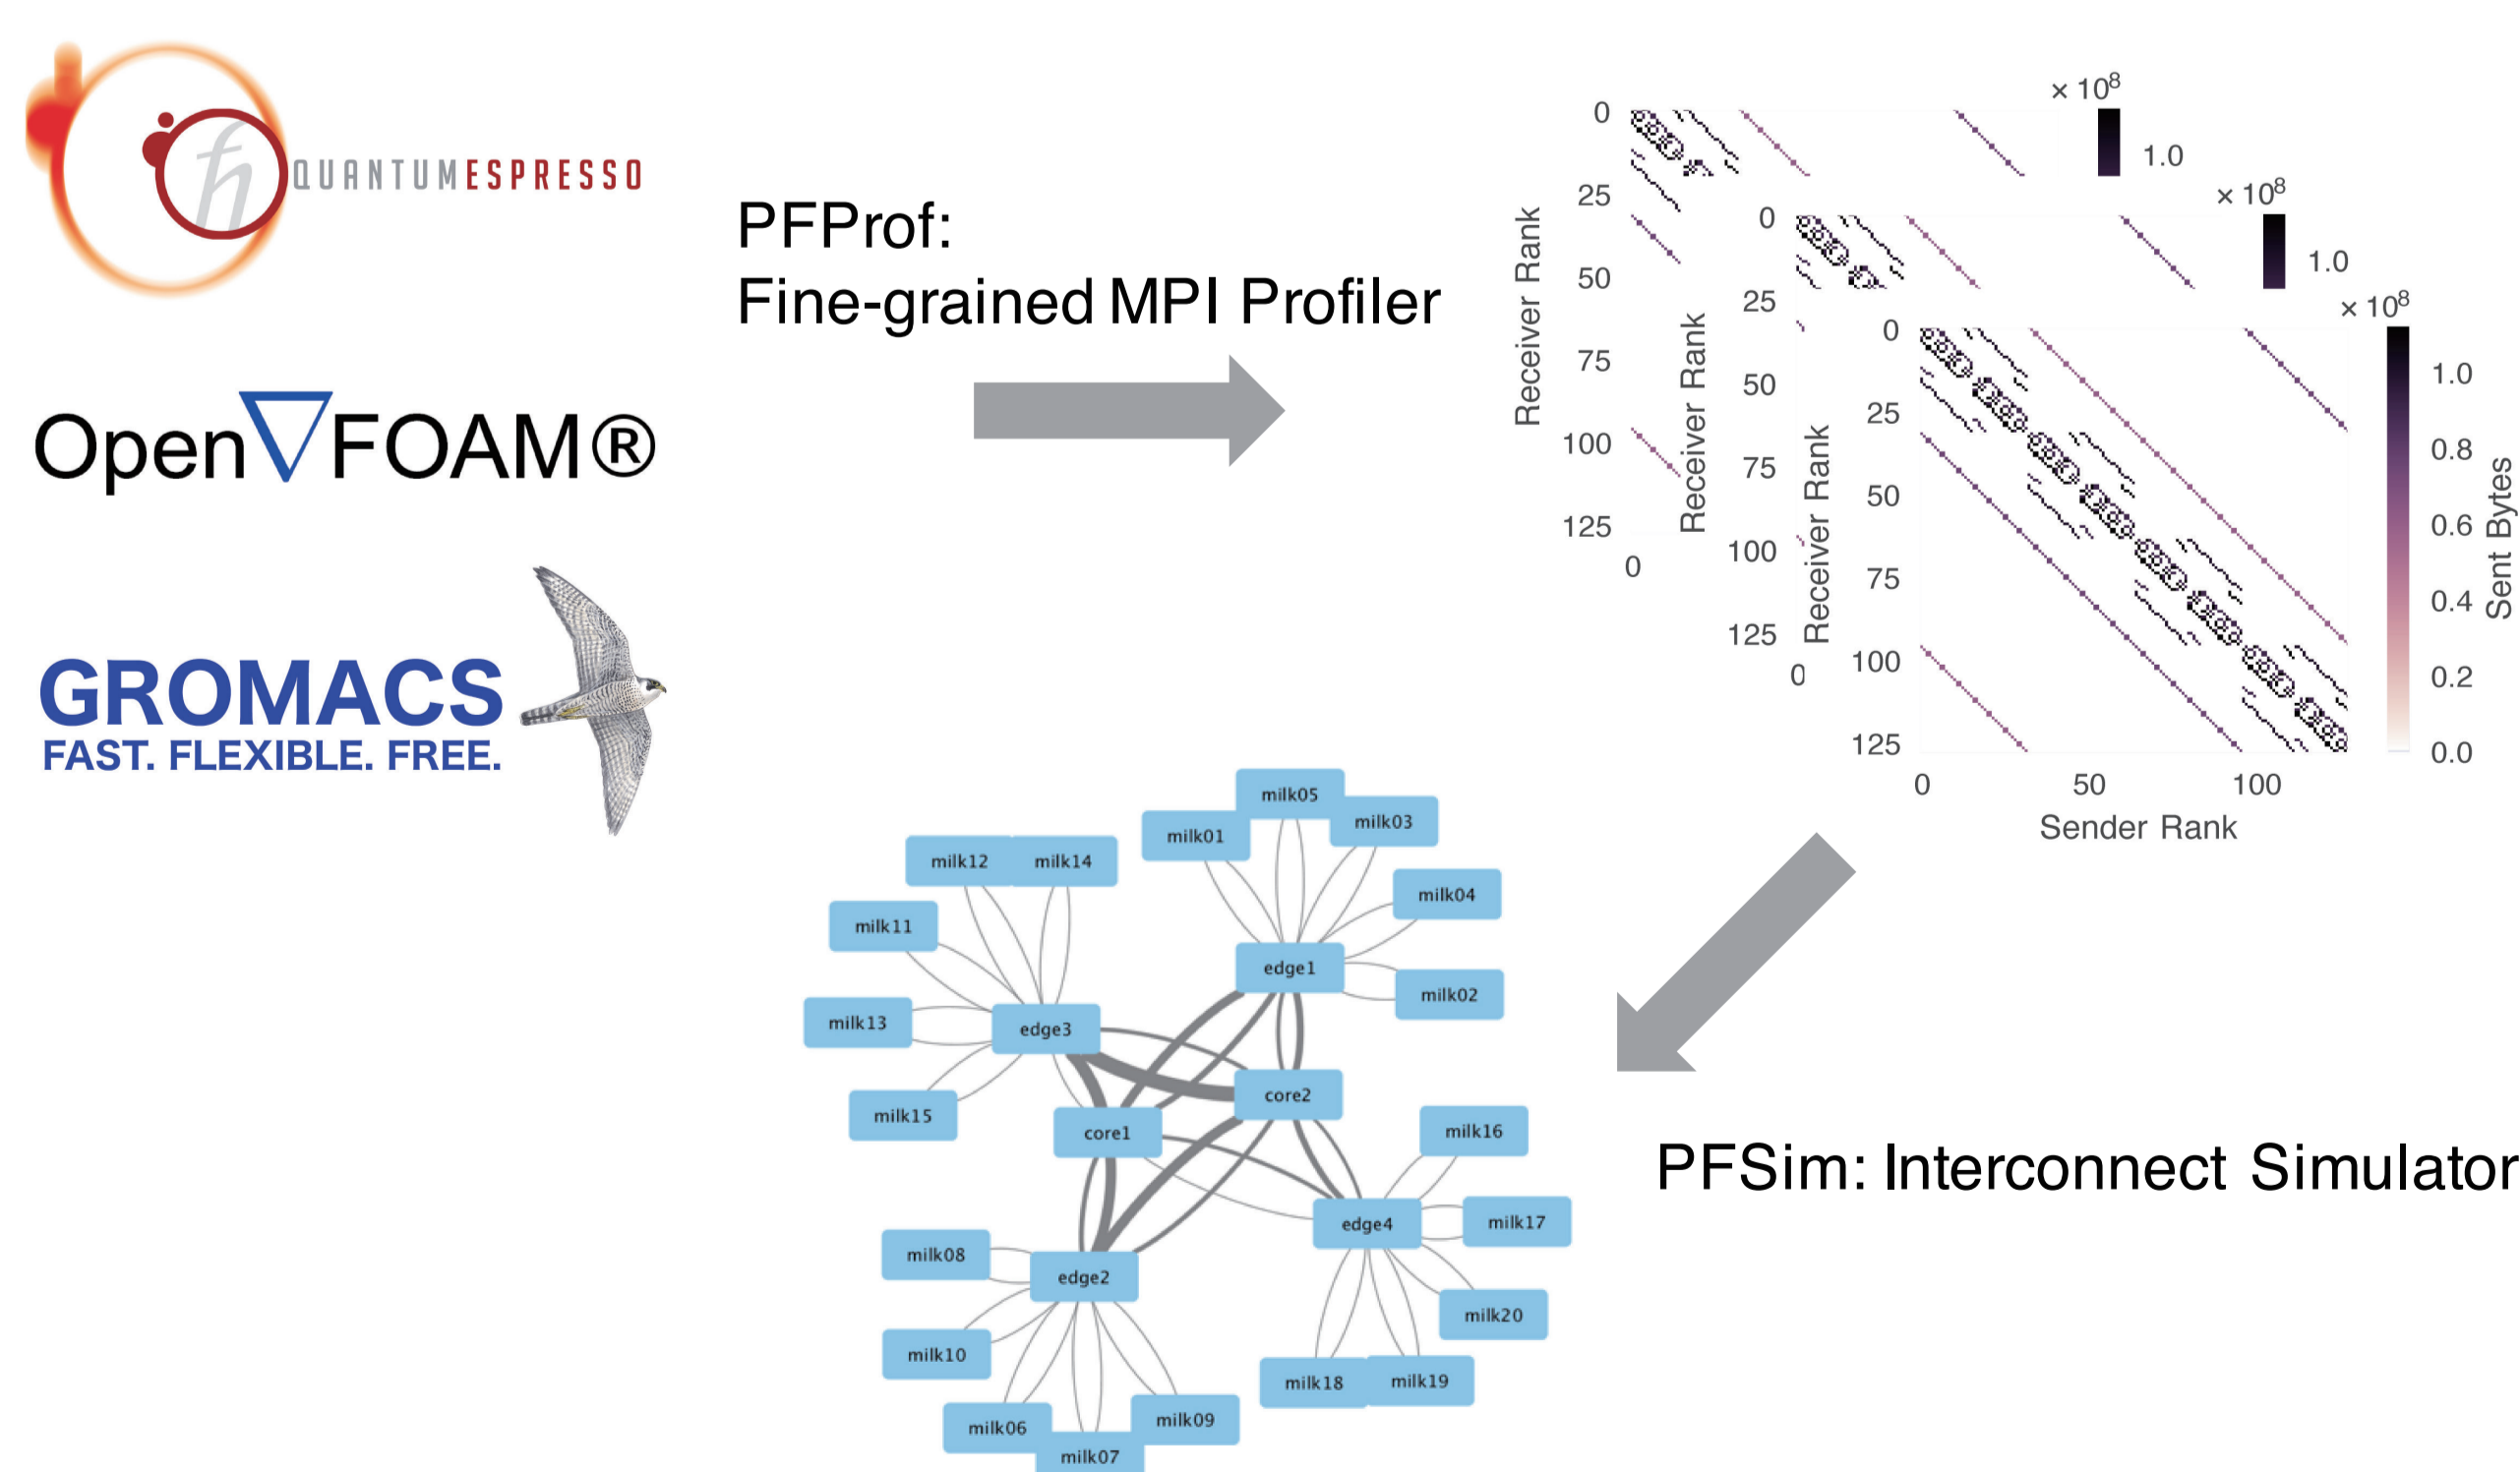 QUANTUMESPRESSO
PFProf:
Fine-grained MPI Profiler
Open▽FOAM®
GROMACS
FAST. FLEXIBLE. FREE.
× 10⁸
1.0
0
25
50
75
100
125
0
Receiver Rank
× 10⁸
1.0
0
25
50
75
100
125
0
Receiver Rank
× 10⁸
1.0
0.8
0.6
0.4
0.2
0.0
Sent Bytes
0
25
50
75
100
125
Receiver Rank
0 50 100
Sender Rank
milk05
milk01
milk03
milk12
milk14
milk04
milk11
edge1
milk02
milk13
edge3
core2
milk15
core1
milk16
PFSim: Interconnect Simulator
edge4
milk17
milk08
edge2
milk20
milk10
milk18
milk19
milk09
milk06
milk07